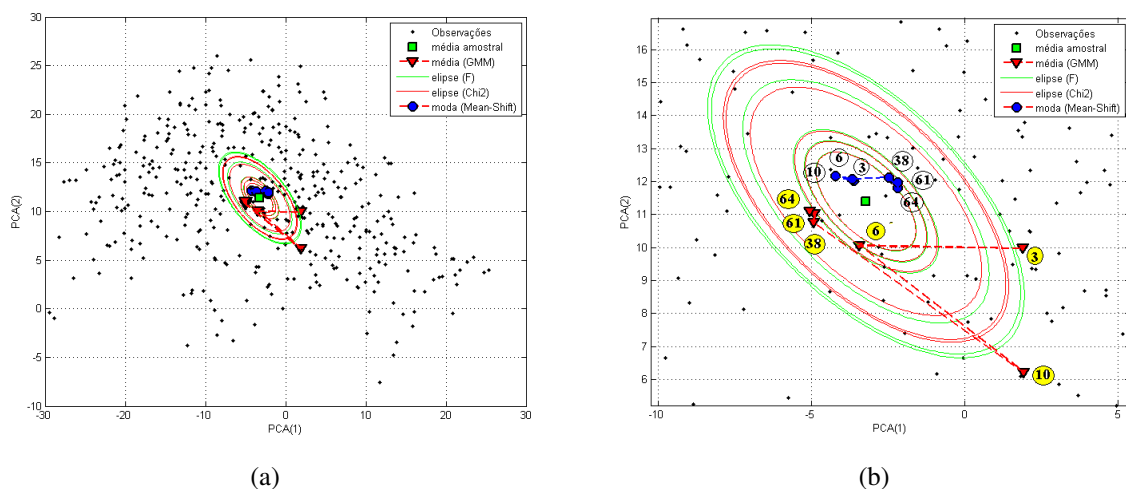 30
25
20
15
10
5
0
-5
-10
-30
-20
-10
0
10
20
30
PCA(2)
PCA(1)
Observações
média amostral
média (GMM)
elipse (F)
elipse (Chi2)
moda (Mean-Shift)
(a)
16
15
14
13
12
11
10
9
8
7
6
-10
-5
0
5
PCA(2)
PCA(1)
Observações
média amostral
média (GMM)
elipse (F)
elipse (Chi2)
moda (Mean-Shift)
6
3
38
10
61
64
64
61
38
6
3
10
(b)